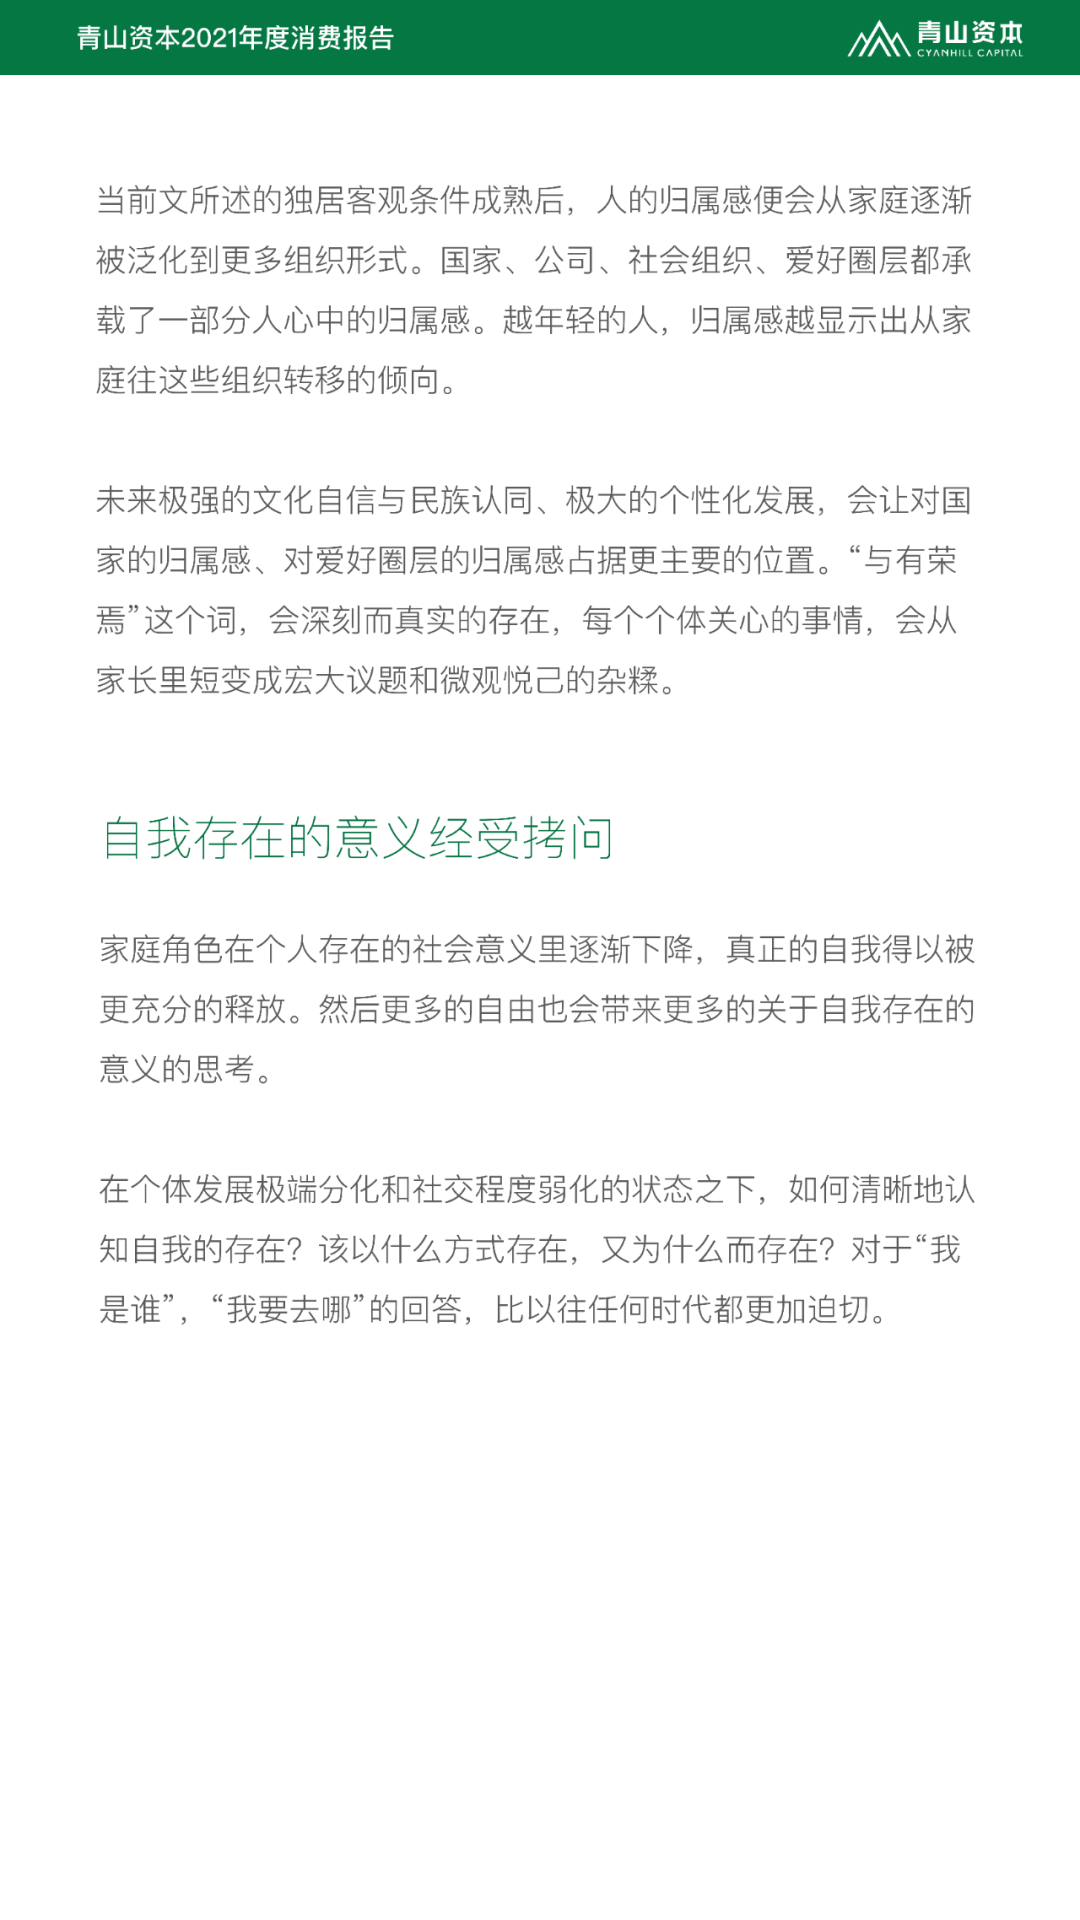 青山资本2021年度消费报告
青山资本
CYANHILL CAPITAL
当前文所述的独居客观条件成熟后，人的归属感便会从家庭逐渐
被泛化到更多组织形式。国家、公司、社会组织、爱好圈层都承
载了一部分人心中的归属感。越年轻的人，归属感越显示出从家
庭往这些组织转移的倾向。
未来极强的文化自信与民族认同、极大的个性化发展，会让对国
家的归属感、对爱好圈层的归属感占据更主要的位置。“与有荣
焉”这个词，会深刻而真实的存在，每个个体关心的事情，会从
家长里短变成宏大议题和微观悦己的杂糅。
自我存在的意义经受拷问
家庭角色在个人存在的社会意义里逐渐下降，真正的自我得以被
更充分的释放。然后更多的自由也会带来更多的关于自我存在的
意义的思考。
在个体发展极端分化和社交程度弱化的状态之下，如何清晰地认
知自我的存在？该以什么方式存在，又为什么而存在？对于“我
是谁”，“我要去哪”的回答，比以往任何时代都更加迫切。